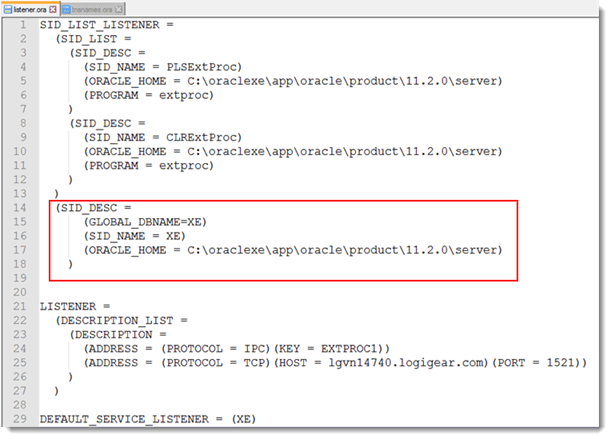 listener.ora tnsnames.ora
1 SID_LIST_LISTENER =
2 (SID_LIST =
3 (SID_DESC =
4 (SID_NAME = PLSExtProc)
5 (ORACLE_HOME = C:\oraclexe\app\oracle\product\11.2.0\server)
6 (PROGRAM = extproc)
7 )
8 (SID_DESC =
9 (SID_NAME = CLRExtProc)
10 (ORACLE_HOME = C:\oraclexe\app\oracle\product\11.2.0\server)
11 (PROGRAM = extproc)
12 )
13 )
14 (SID_DESC =
15 (GLOBAL_DBNAME=XE)
16 (SID_NAME = XE)
17 (ORACLE_HOME = C:\oraclexe\app\oracle\product\11.2.0\server)
18 )
19
20
21 LISTENER =
22 (DESCRIPTION_LIST =
23 (DESCRIPTION =
24 (ADDRESS = (PROTOCOL = IPC)(KEY = EXTPROC1))
25 (ADDRESS = (PROTOCOL = TCP)(HOST = lgvn14740.logigear.com)(PORT = 1521))
26 )
27 )
28
29 DEFAULT_SERVICE_LISTENER = (XE)